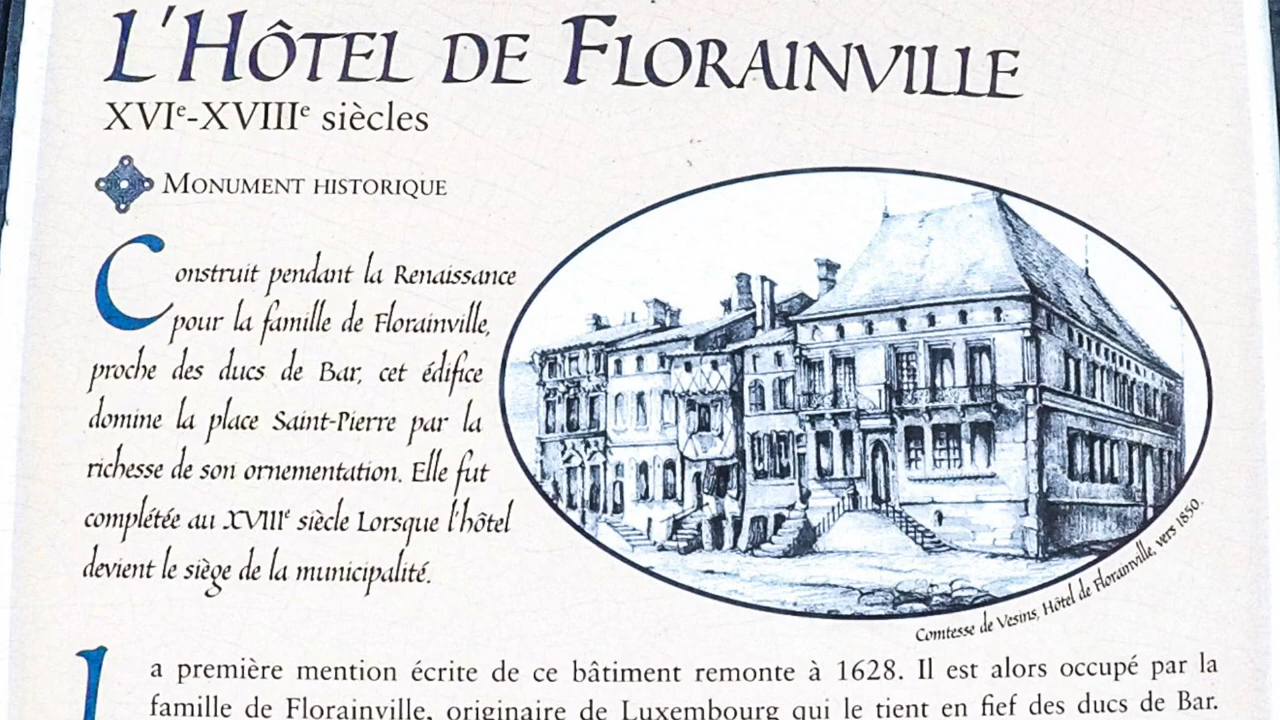 L'HÔTEL DE FLORAINVILLE
XVIe-XVIIIe siècles
MONUMENT HISTORIQUE
Construit pendant la Renaissance
pour la famille de Florainville,
proche des ducs de Bar, cet édifice
domine la place Saint-Pierre par la
richesse de son ornementation. Elle fut
complétée au XVIIIe siècle Lorsque l'hôtel
devient le siège de la municipalité.
Comtesse de Vesins, Hôtel de Florainville, vers 1850.
La première mention écrite de ce bâtiment remonte à 1628. Il est alors occupé par la
famille de Florainville, originaire de Luxembourg qui le tient en fief des ducs de Bar.